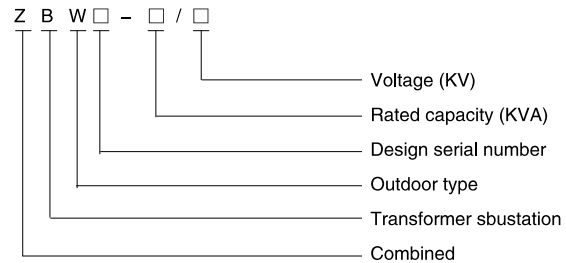 Z B W □ - □ / □
Voltage (KV)
Rated capacity (KVA)
Design serial number
Outdoor type
Transformer sbustation
Combined